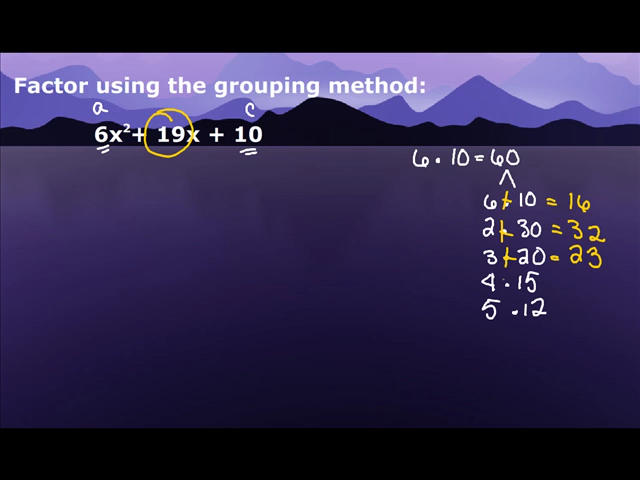 Factor using the grouping method:
a c
6x² + 19x + 10
6 · 10 = 60
6 + 10 = 16
2 + 30 = 32
3 + 20 = 23
4 · 15
5 · 12